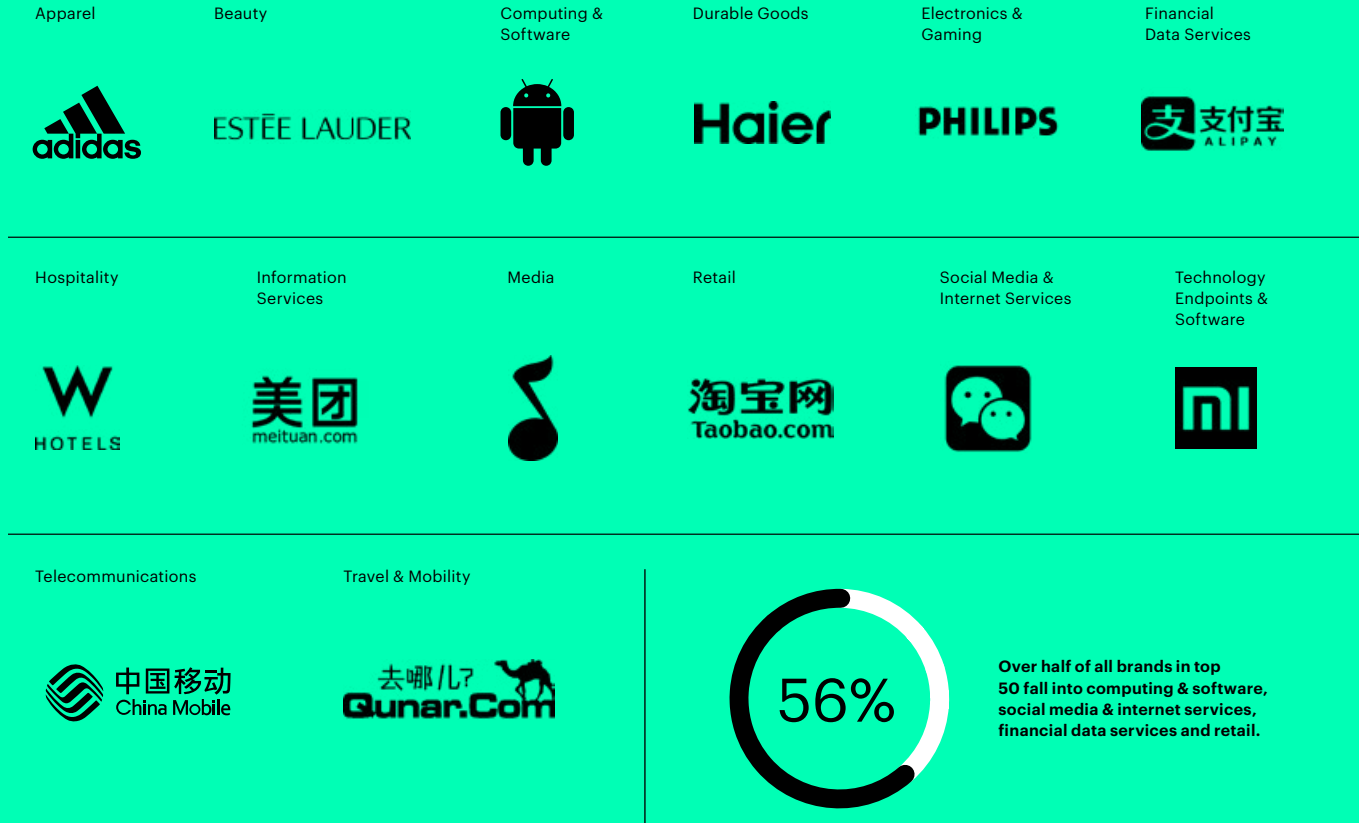 Apparel
Beauty
Computing &
Software
Durable Goods
Electronics &
Gaming
Financial
Data Services
adidas
ESTĒE LAUDER
Haier
PHILIPS
支 支付宝
ALIPAY
Hospitality
Information
Services
Media
Retail
Social Media &
Internet Services
Technology
Endpoints &
Software
W
HOTELS
美团
meituan.com
淘宝网
Taobao.com
mi
Telecommunications
Travel & Mobility
中国移动
China Mobile
去哪儿?
Qunar.Com
56%
Over half of all brands in top
50 fall into computing & software,
social media & internet services,
financial data services and retail.